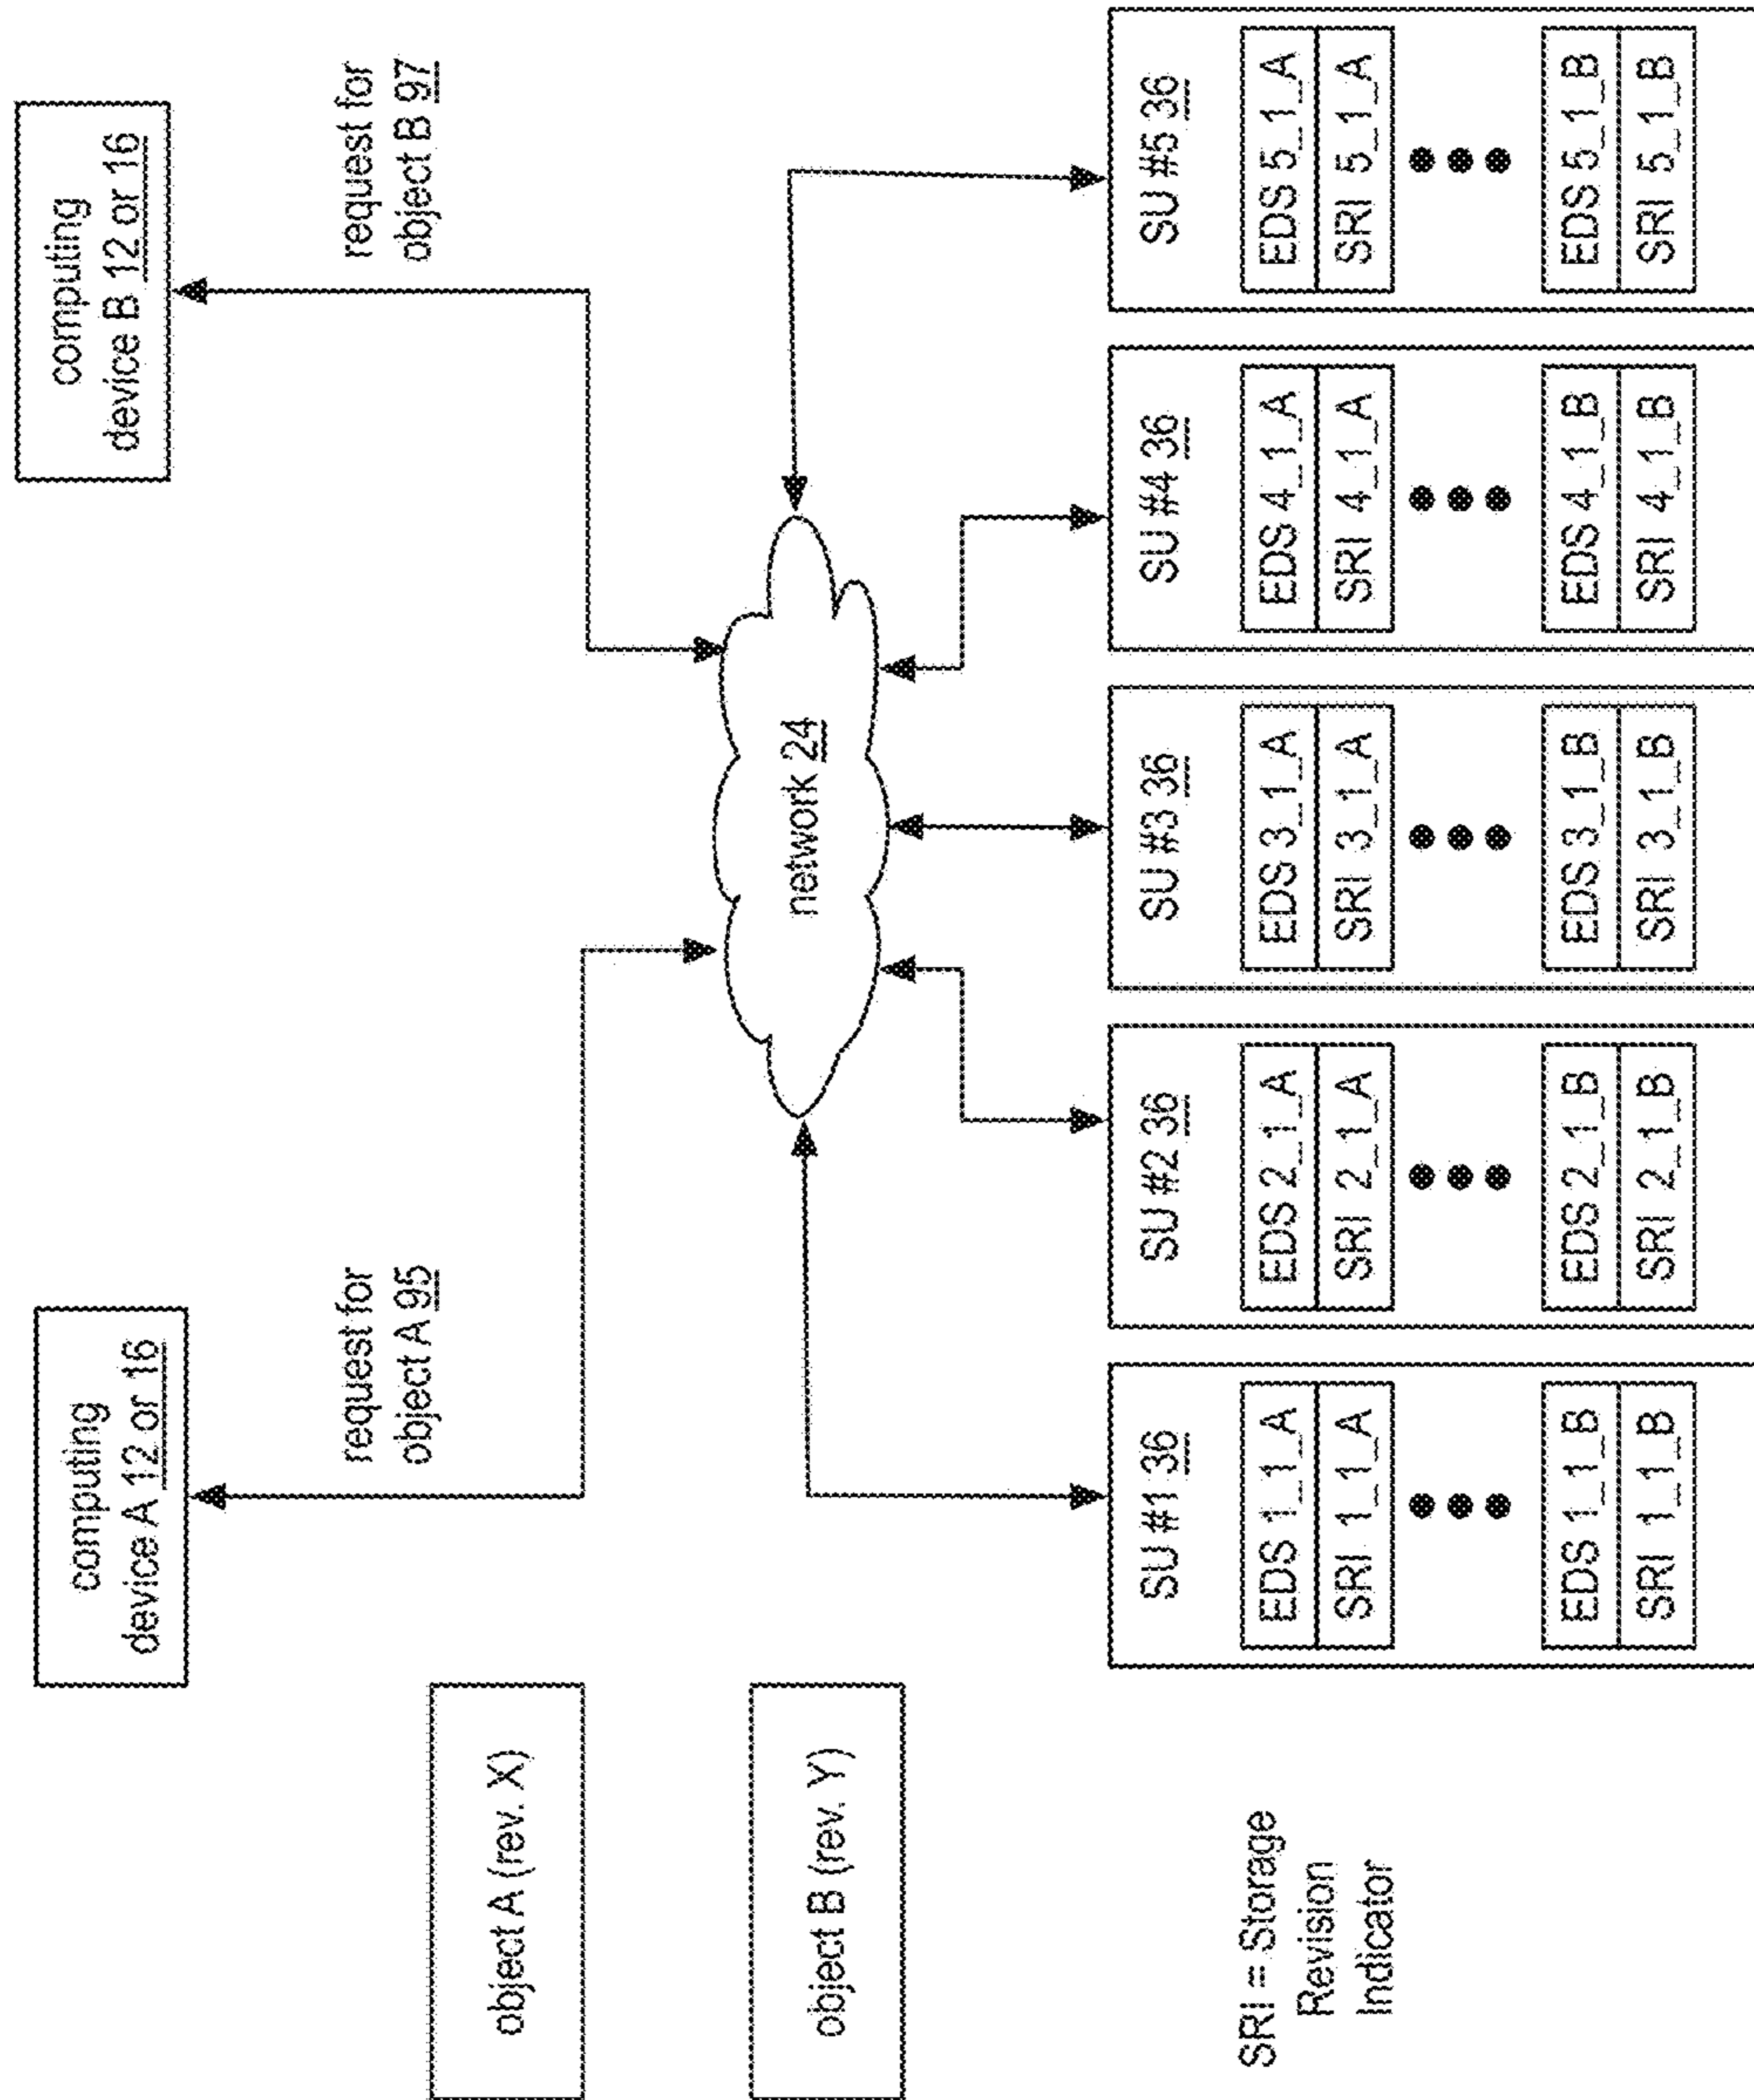 computing
device A 12 or 16
computing
device B 12 or 16
request for
object A 95
request for
object B 97
object A (rev. X)
object B (rev. Y)
network 24
SRI = Storage
Revision
Indicator
SU #1 36
EDS 1_1_A
SRI 1_1_A
EDS 1_1_B
SRI 1_1_B
SU #2 36
EDS 2_1_A
SRI 2_1_A
EDS 2_1_B
SRI 2_1_B
SU #3 36
EDS 3_1_A
SRI 3_1_A
EDS 3_1_B
SRI 3_1_B
SU #4 36
EDS 4_1_A
SRI 4_1_A
EDS 4_1_B
SRI 4_1_B
SU #5 36
EDS 5_1_A
SRI 5_1_A
EDS 5_1_B
SRI 5_1_B